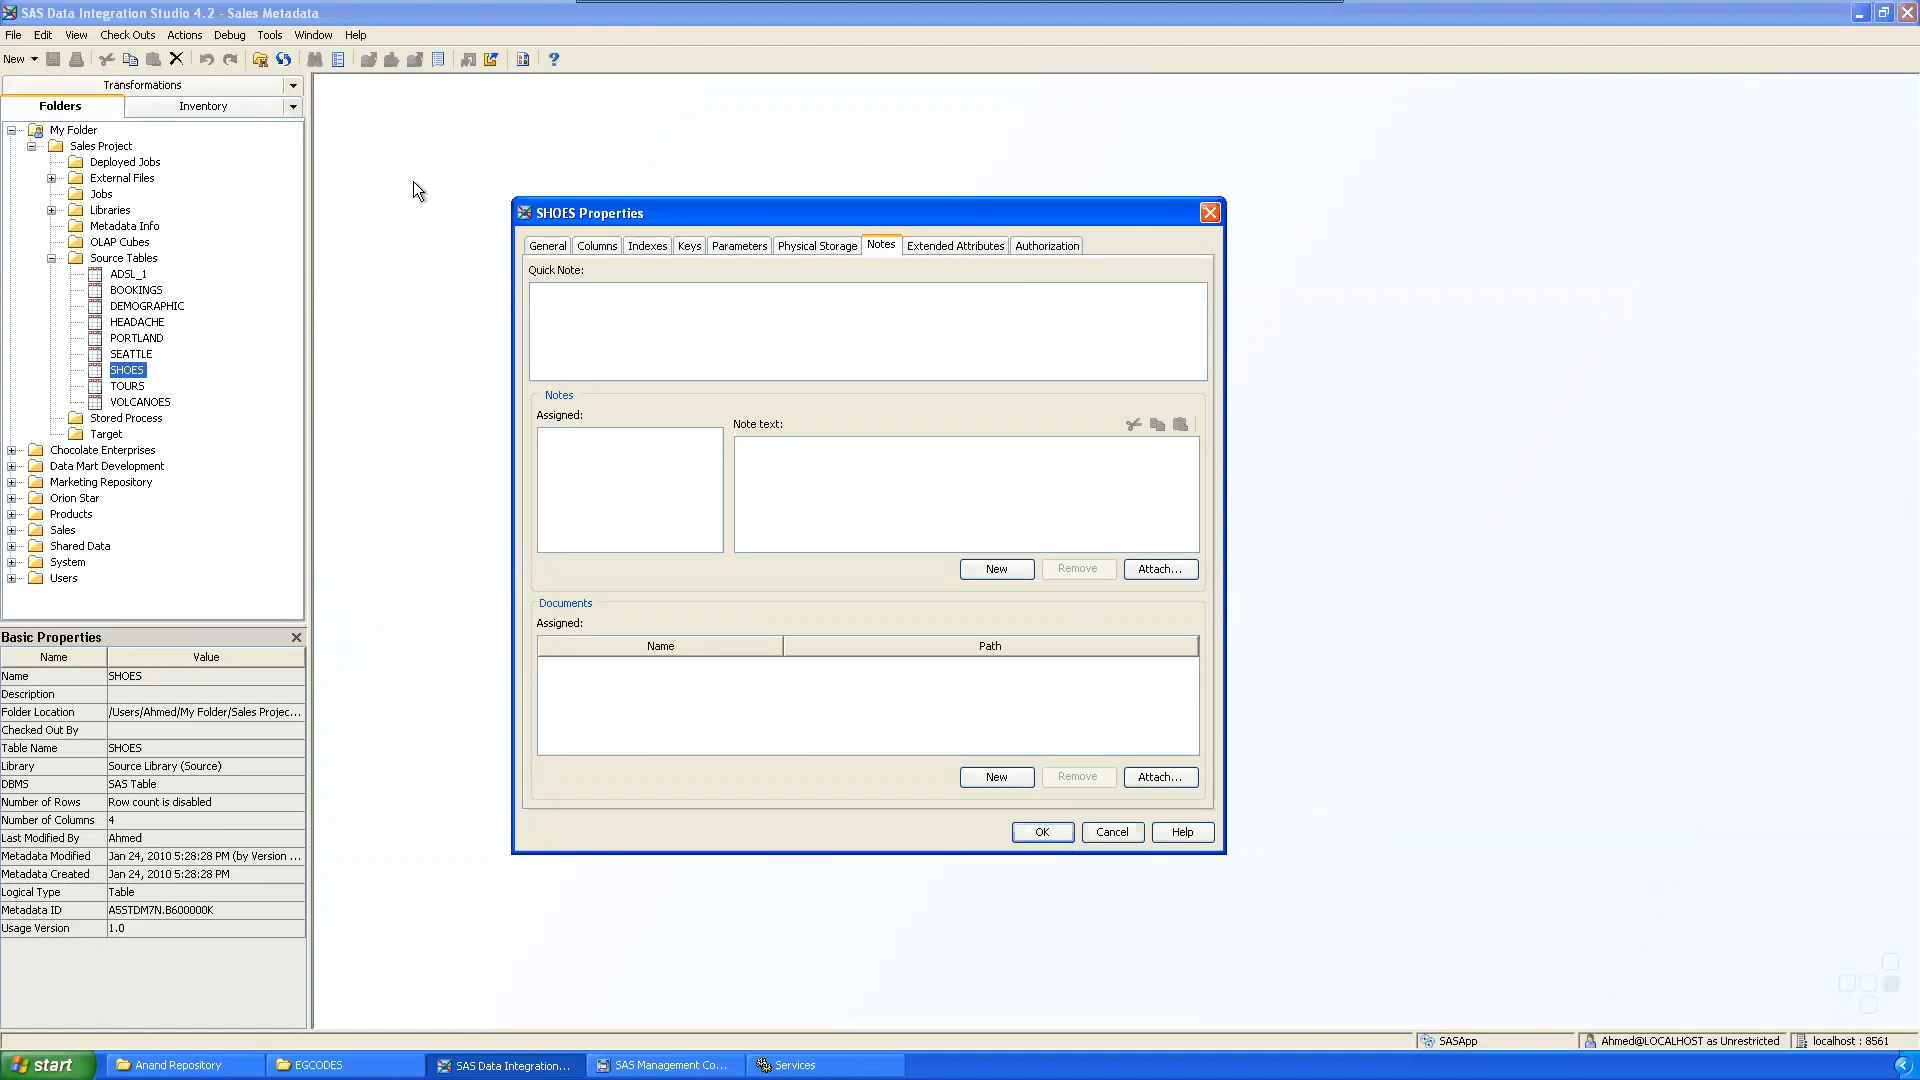 SAS Data Integration Studio 4.2 - Sales Metadata
File Edit View Check Outs Actions Debug Tools Window Help
New
Transformations
Folders Inventory
My Folder
Sales Project
Deployed Jobs
External Files
Jobs
Libraries
Metadata Info
OLAP Cubes
Source Tables
ADSL_1
BOOKINGS
DEMOGRAPHIC
HEADACHE
PORTLAND
SEATTLE
SHOES
TOURS
VOLCANOES
Stored Process
Target
Chocolate Enterprises
Data Mart Development
Marketing Repository
Orion Star
Products
Sales
Shared Data
System
Users
Basic Properties
Name Value
Name SHOES
Description
Folder Location /Users/Ahmed/My Folder/Sales Projec...
Checked Out By
Table Name SHOES
Library Source Library (Source)
DBMS SAS Table
Number of Rows Row count is disabled
Number of Columns 4
Last Modified By Ahmed
Metadata Modified Jan 24, 2010 5:28:28 PM (by Version ...
Metadata Created Jan 24, 2010 5:28:28 PM
Logical Type Table
Metadata ID A5STDM7N.B600000K
Usage Version 1.0
SHOES Properties
General Columns Indexes Keys Parameters Physical Storage Notes Extended Attributes Authorization
Quick Note:
Notes
Assigned:
Note text:
New Remove Attach...
Documents
Assigned:
Name Path
New Remove Attach...
OK Cancel Help
SASApp Ahmed@LOCALHOST as Unrestricted localhost : 8561
start Anand Repository EGCODES SAS Data Integration... SAS Management Co... Services